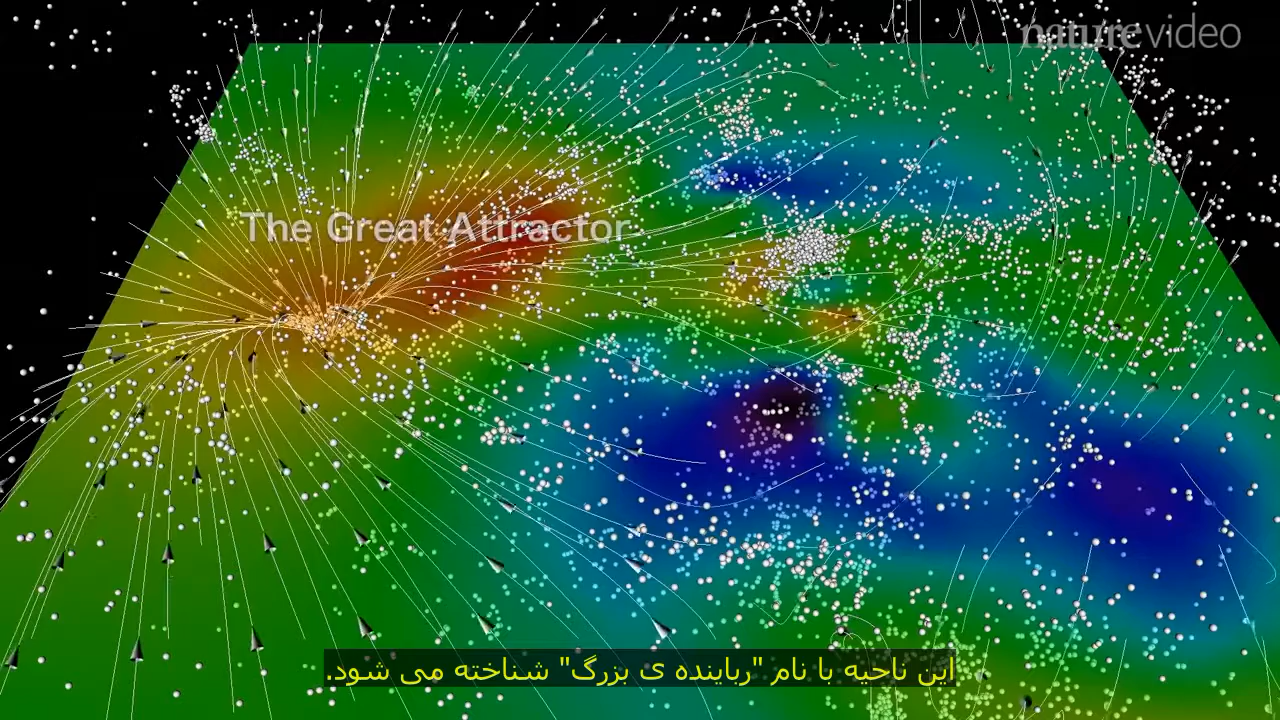 naturevideo
The Great Attractor
این ناحیه با نام "رباینده ی بزرگ" شناخته می شود.